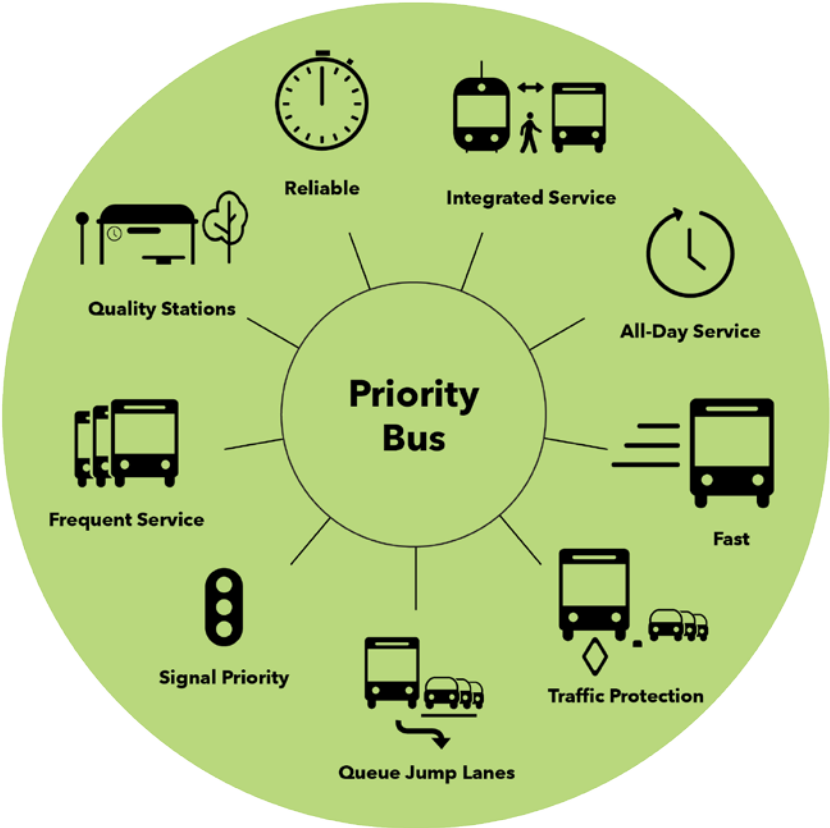 Reliable
Integrated Service
Quality Stations
All-Day Service
Priority
Bus
Frequent Service
Fast
Signal Priority
Traffic Protection
Queue Jump Lanes